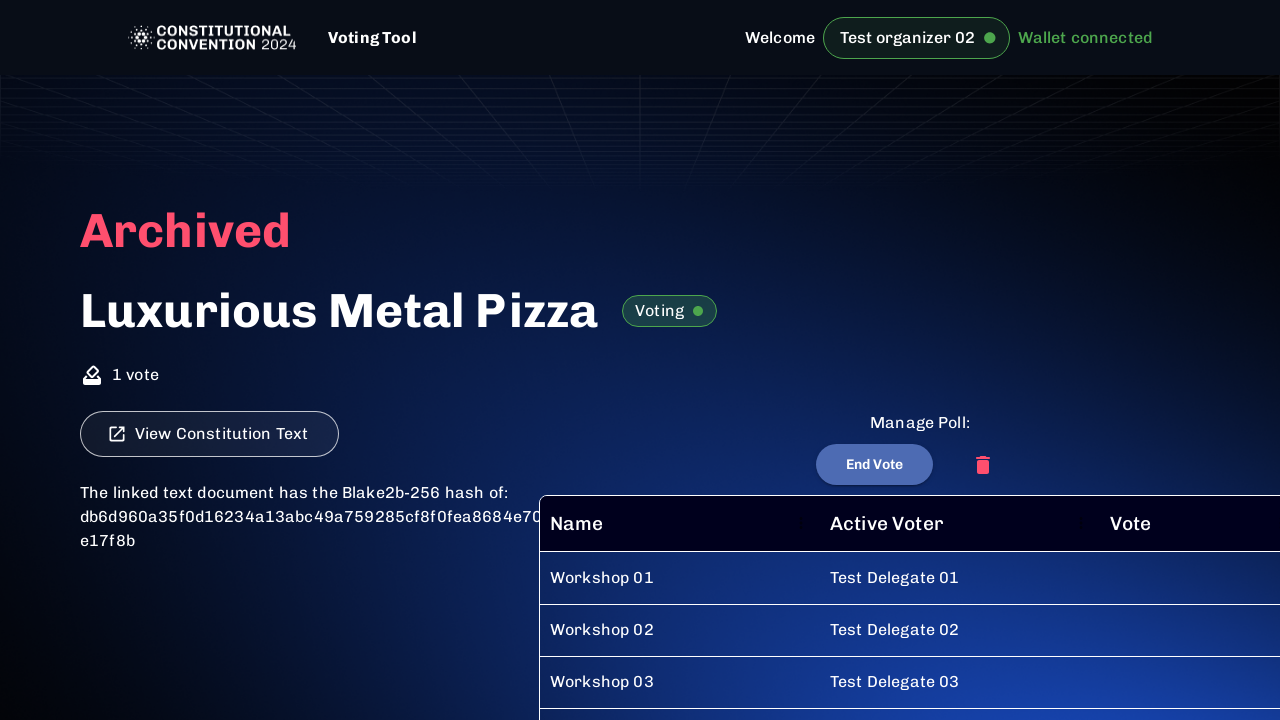 CONSTITUTIONAL
CONVENTION 2024
Voting Tool
Welcome
Test organizer 02
Wallet connected
Archived
Luxurious Metal Pizza
Voting
1 vote
View Constitution Text
Manage Poll:
End Vote
The linked text document has the Blake2b-256 hash of:
db6d960a35f0d16234a13abc49a759285cf8f0fea8684e70
e17f8b
Name Active Voter Vote
Workshop 01 Test Delegate 01
Workshop 02 Test Delegate 02
Workshop 03 Test Delegate 03